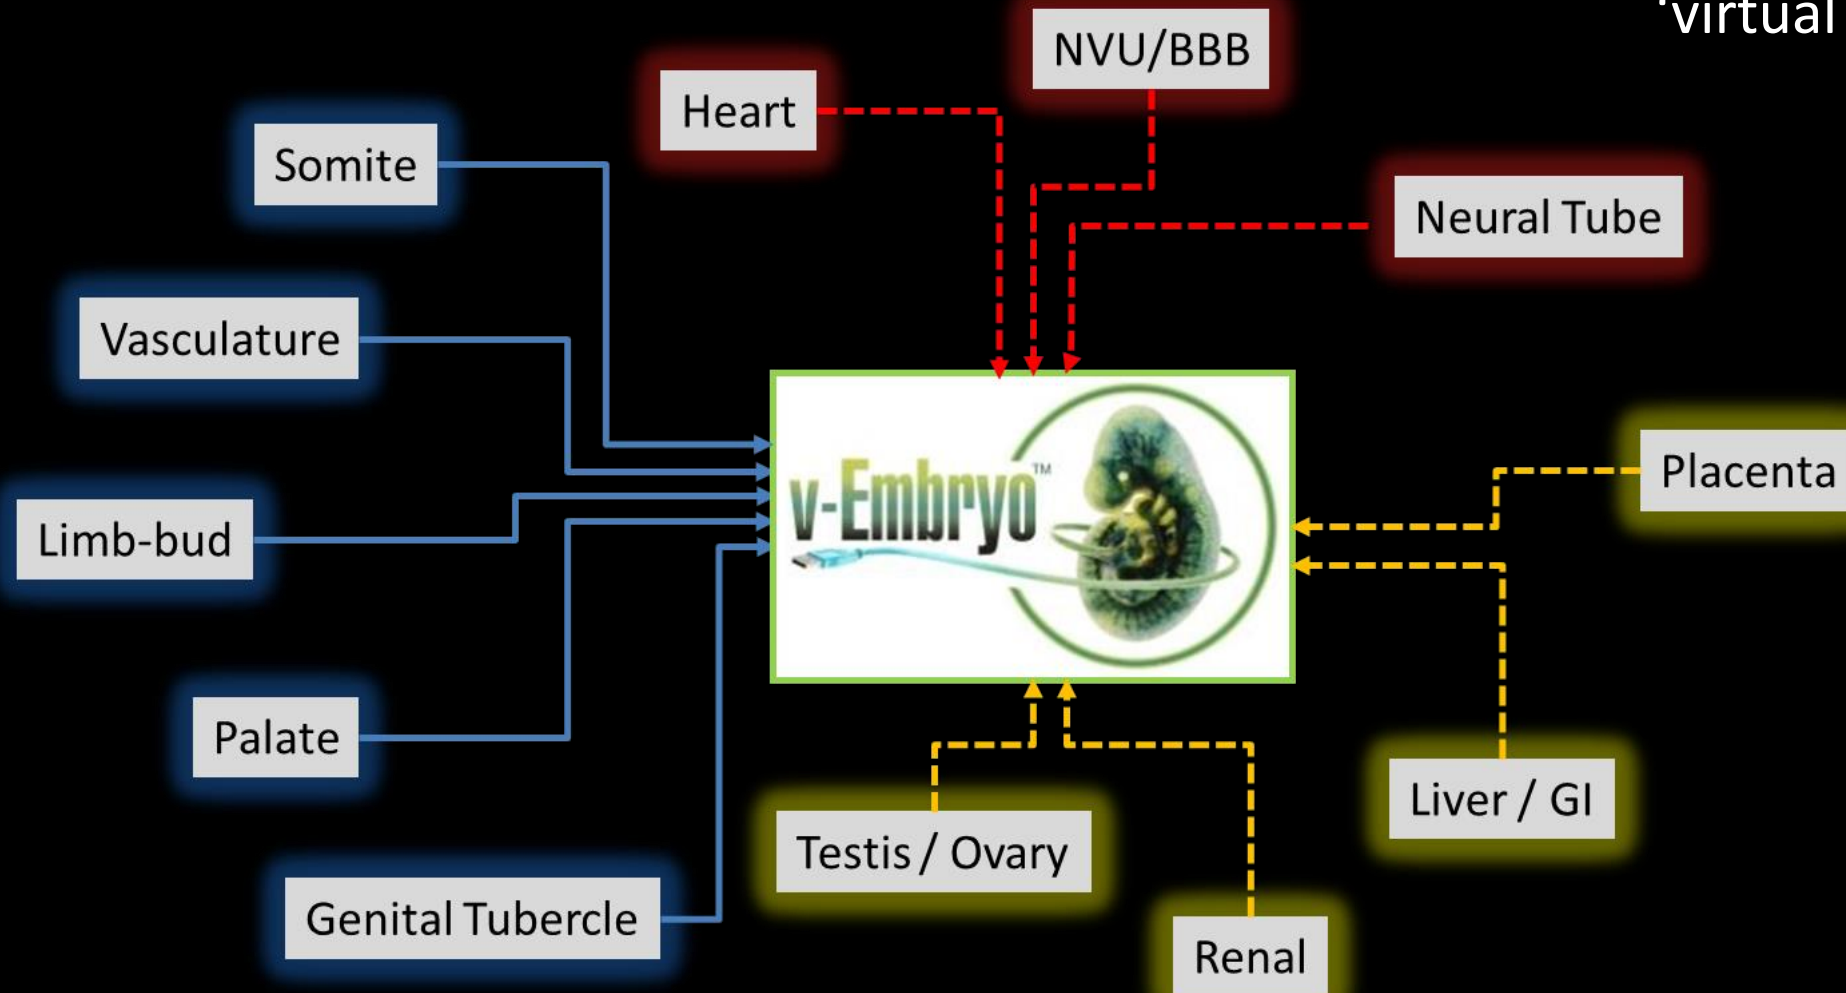 'virtual
NVU/BBB
Heart
Somite
Neural Tube
Vasculature
Placenta
v-Embryo™
Limb-bud
Palate
Liver / GI
Testis / Ovary
Genital Tubercle
Renal